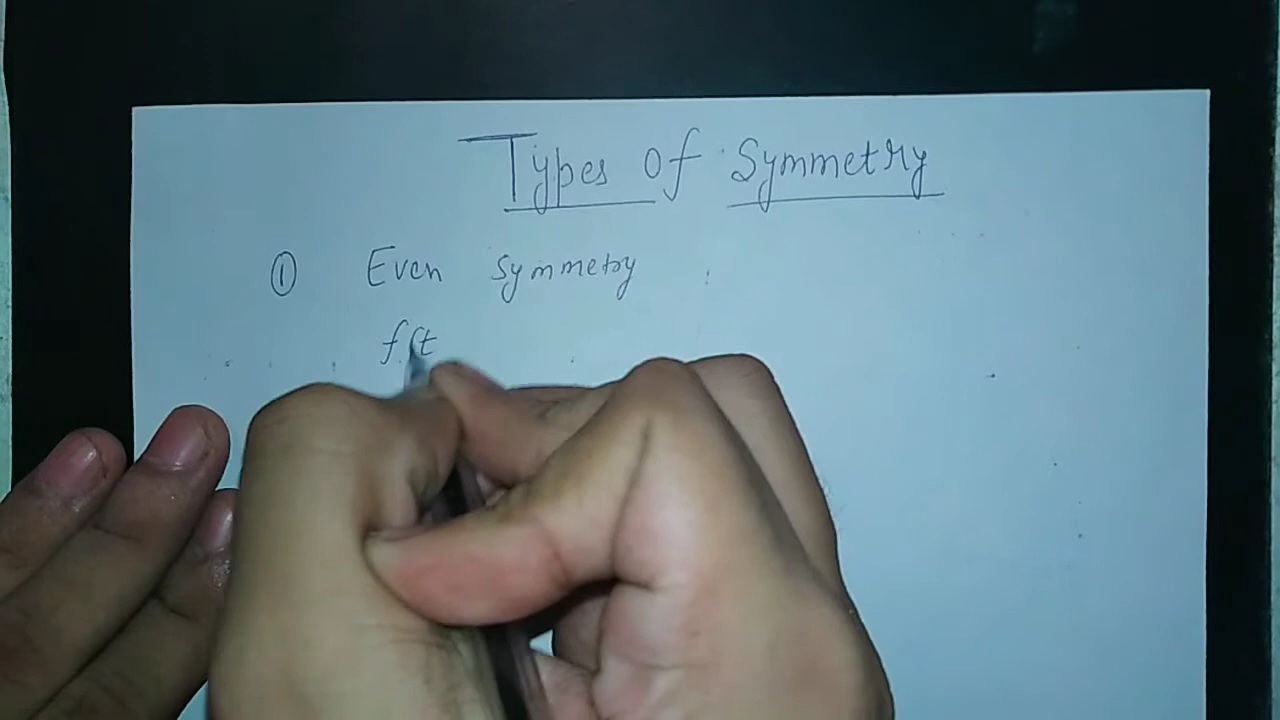 Types of Symmetry
① Even symmetry :
f(t